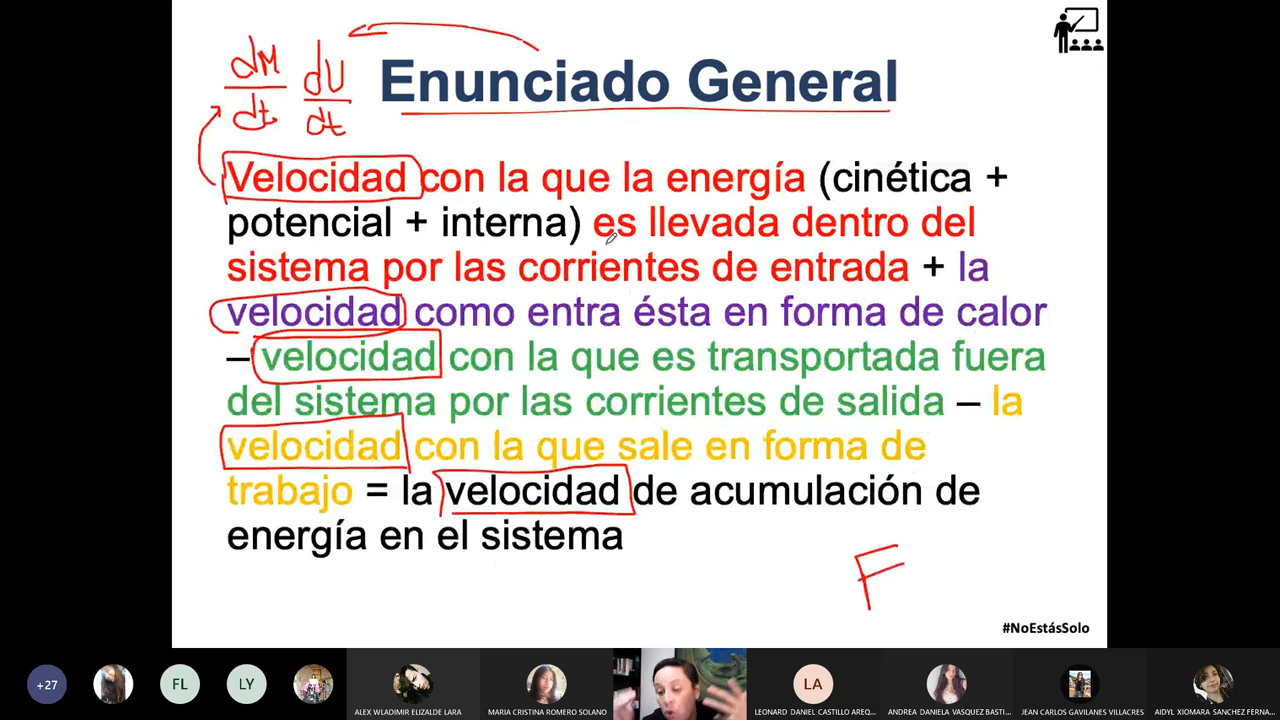 dM dU
dt dt
Enunciado General
Velocidad con la que la energía (cinética +
potencial + interna) es llevada dentro del
sistema por las corrientes de entrada + la
velocidad como entra ésta en forma de calor
– velocidad con la que es transportada fuera
del sistema por las corrientes de salida – la
velocidad con la que sale en forma de
trabajo = la velocidad de acumulación de
energía en el sistema
F
#NoEstásSolo
+27
FL
LY
LA
ALEX WLADIMIR ELIZALDE LARA
MARIA CRISTINA ROMERO SOLANO
LEONARD DANIEL CASTILLO AREQ...
ANDREA DANIELA VASQUEZ BASTI...
JEAN CARLOS GAVILANES VILLACRES
AIDYL XIOMARA SANCHEZ FERNA...